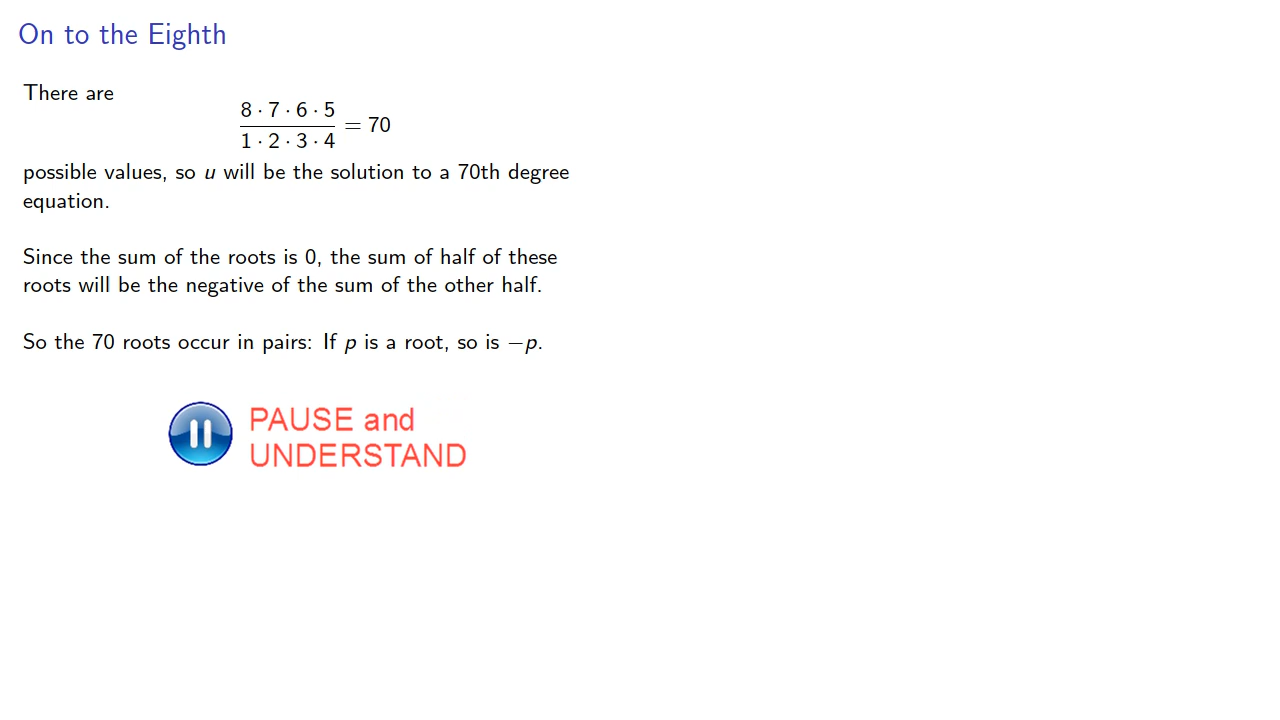 On to the Eighth
There are
8 · 7 · 6 · 5
1 · 2 · 3 · 4
= 70
possible values, so u will be the solution to a 70th degree
equation.
Since the sum of the roots is 0, the sum of half of these
roots will be the negative of the sum of the other half.
So the 70 roots occur in pairs: If p is a root, so is −p.
PAUSE and
UNDERSTAND